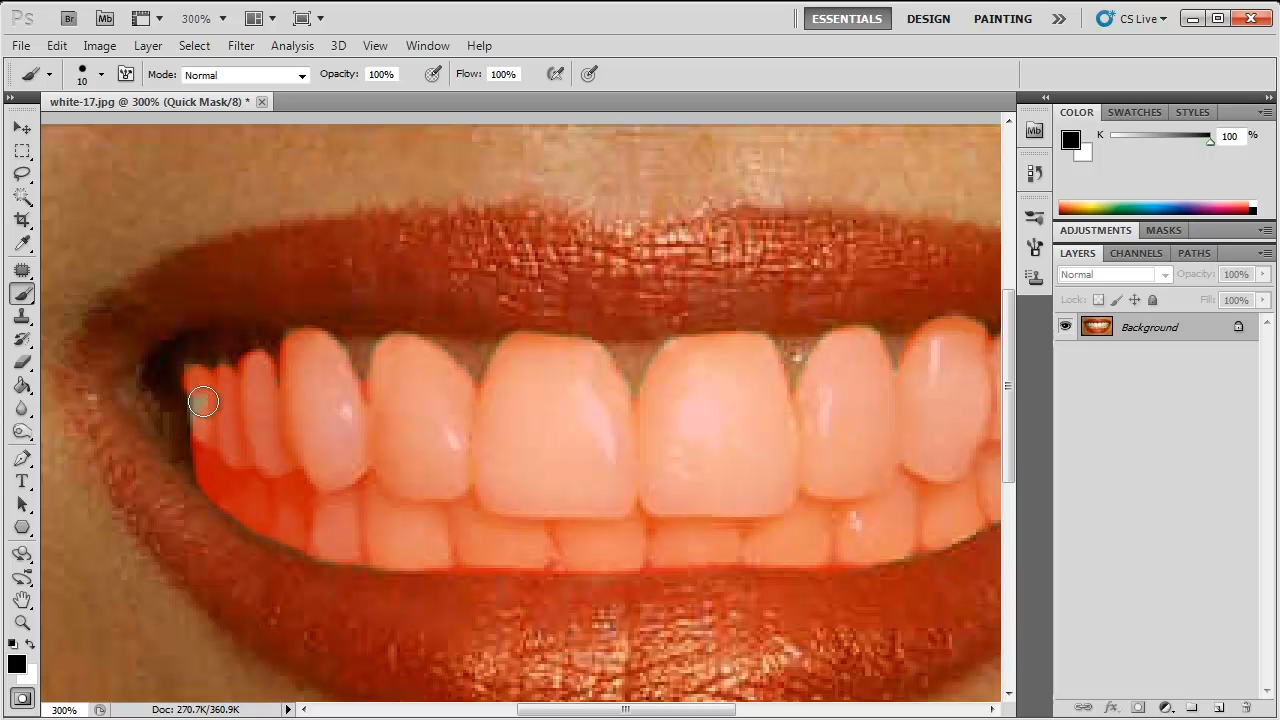 Ps Br Mb 300% ESSENTIALS DESIGN PAINTING CS Live
File Edit Image Layer Select Filter Analysis 3D View Window Help
10 Mode: Normal Opacity: 100% Flow: 100%
white-17.jpg @ 300% (Quick Mask/8) *
COLOR SWATCHES STYLES
Mb
K 100 %
ADJUSTMENTS MASKS
LAYERS CHANNELS PATHS
Normal Opacity: 100%
Lock: Fill: 100%
Background
T
fx
300% Doc: 270.7K/360.9K